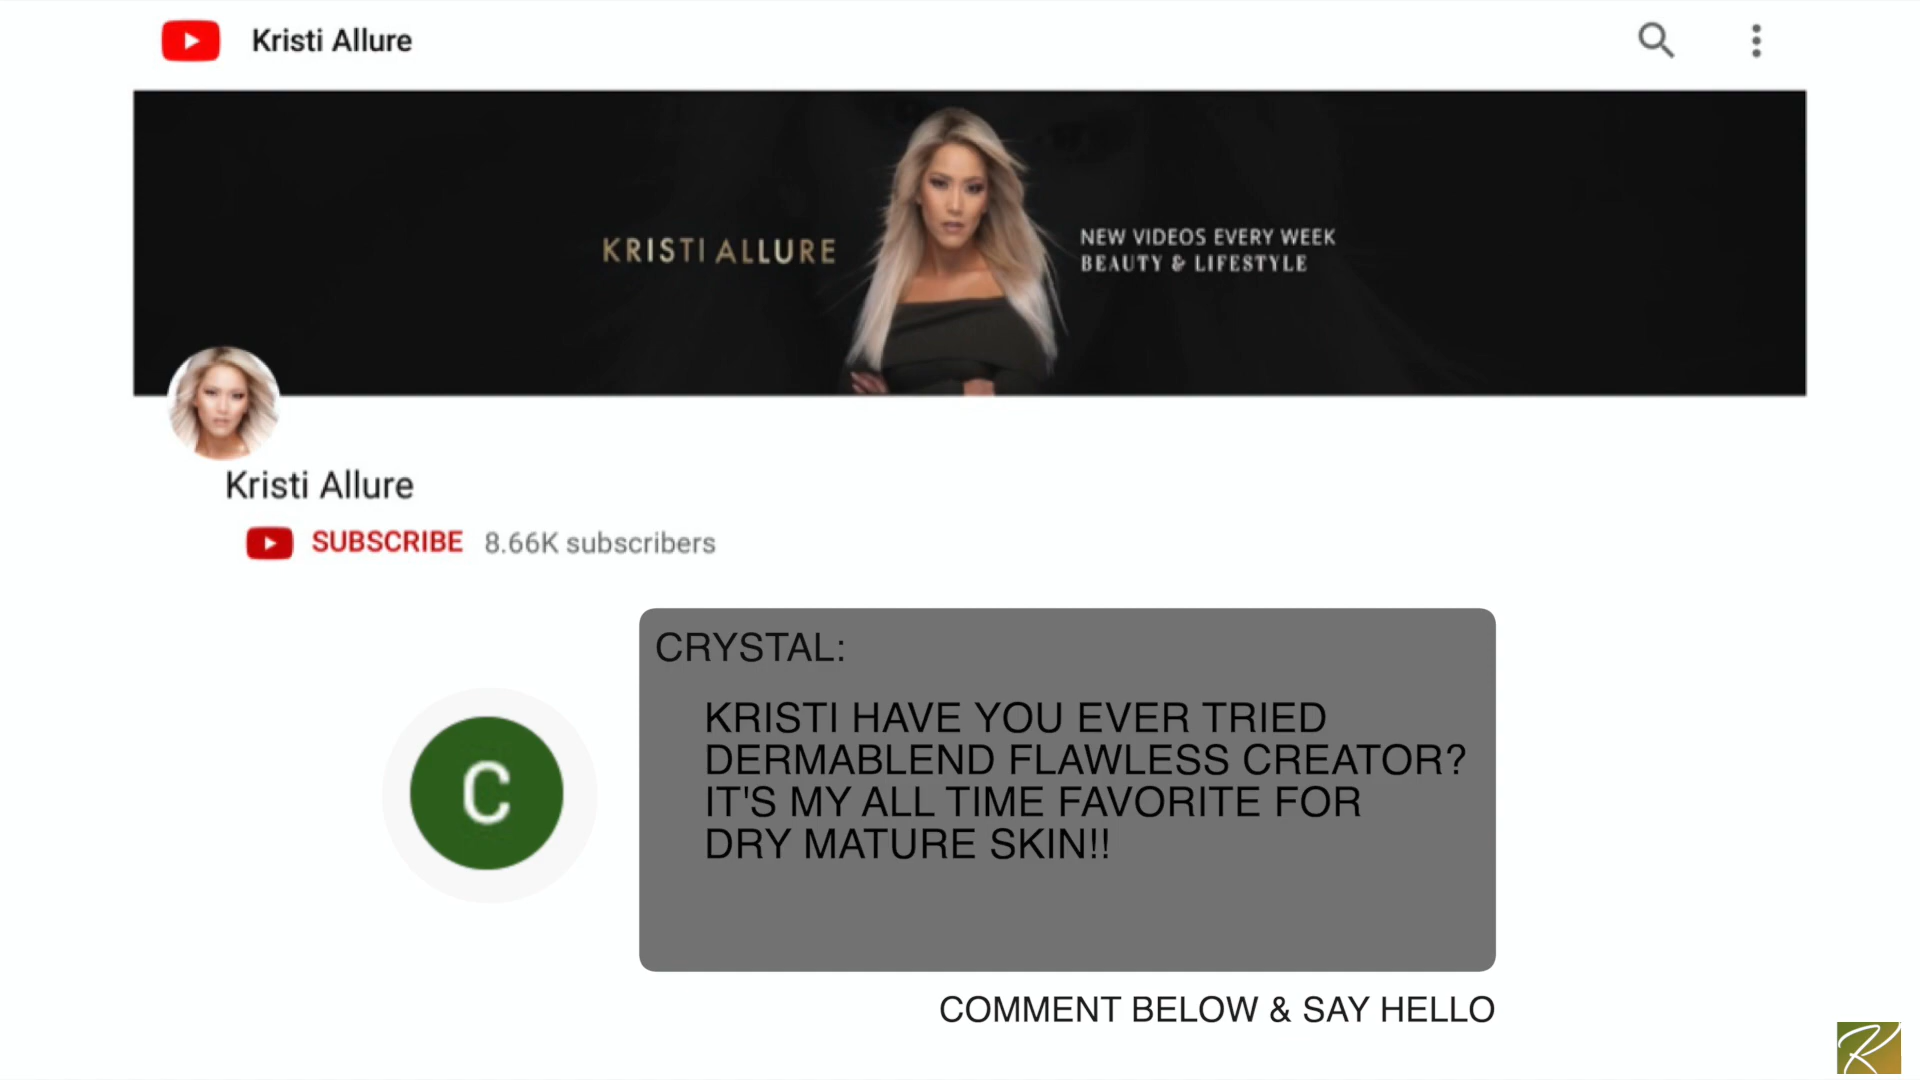 Kristi Allure
KRISTI ALLURE
NEW VIDEOS EVERY WEEK
BEAUTY & LIFESTYLE
Kristi Allure
SUBSCRIBE 8.66K subscribers
CRYSTAL:
KRISTI HAVE YOU EVER TRIED
DERMABLEND FLAWLESS CREATOR?
IT'S MY ALL TIME FAVORITE FOR
DRY MATURE SKIN!!
C
COMMENT BELOW & SAY HELLO
K